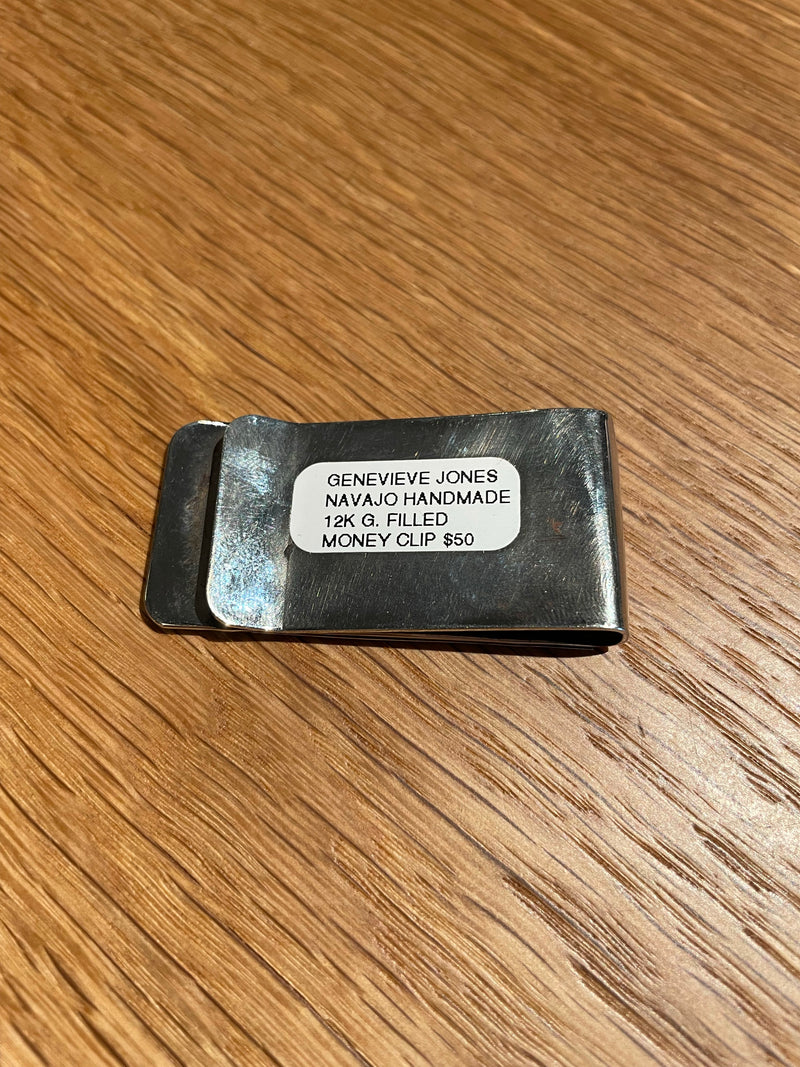 GENEVIEVE JONES
NAVAJO HANDMADE
12K G. FILLED
MONEY CLIP $50